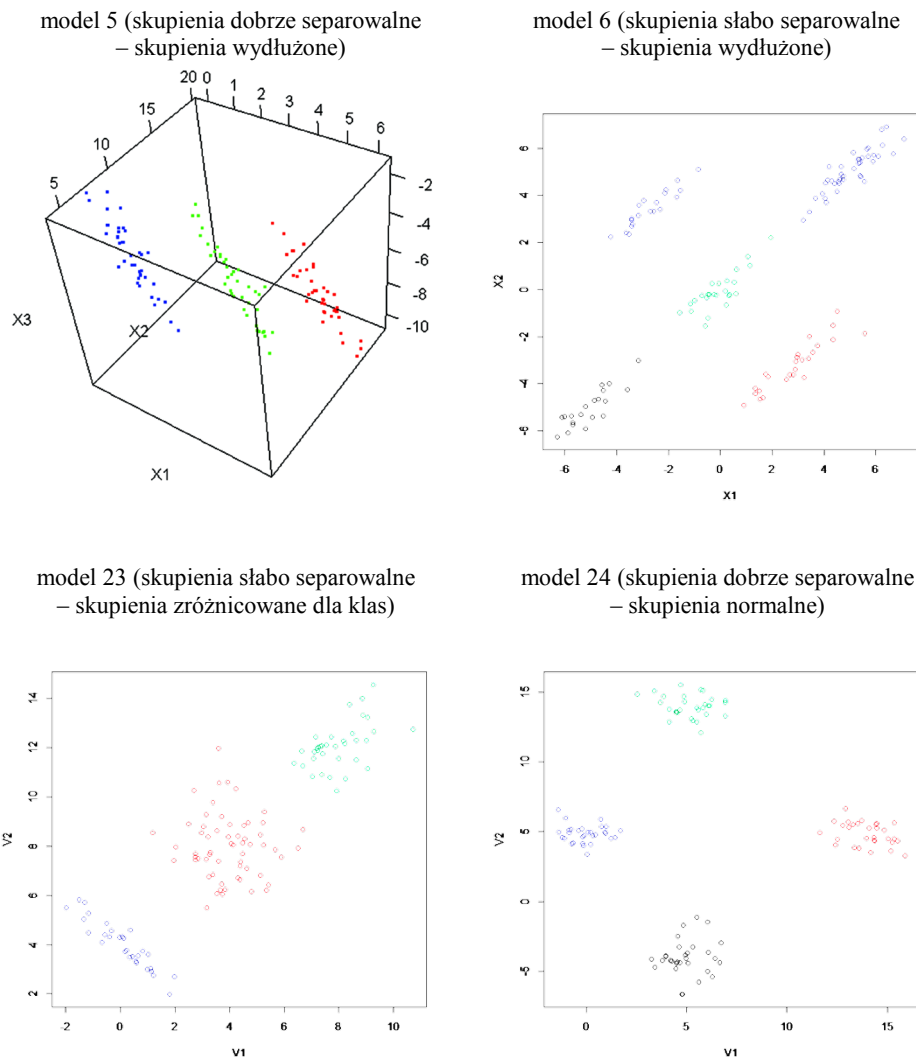 model 5 (skupienia dobrze separowalne
– skupienia wydłużone)
model 6 (skupienia słabo separowalne
– skupienia wydłużone)
20 0 1 2 3 4 5 6
15
10
5
-2
-4
-6
-8
-10
X3
X2
X1
6
4
2
0
-2
-4
-6
X2
-6 -4 -2 0 2 4 6
X1
model 23 (skupienia słabo separowalne
– skupienia zróżnicowane dla klas)
model 24 (skupienia dobrze separowalne
– skupienia normalne)
14
12
10
8
6
4
2
V2
-2 0 2 4 6 8 10
V1
15
10
5
0
-5
V2
0 5 10 15
V1